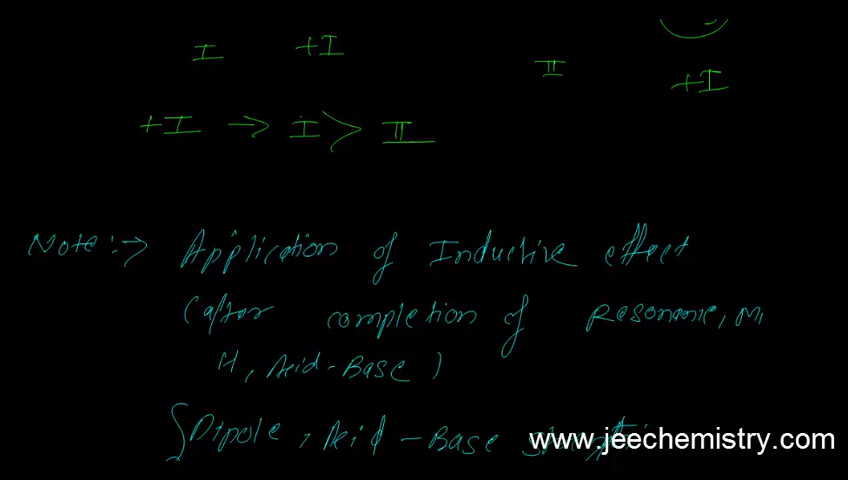 I +I II +I
+I → I > II
Note:→ Application of Inductive effect
(after completion of Resonance, M,
H, Acid-Base)
Dipole, Acid-Base
www.jeechemistry.com